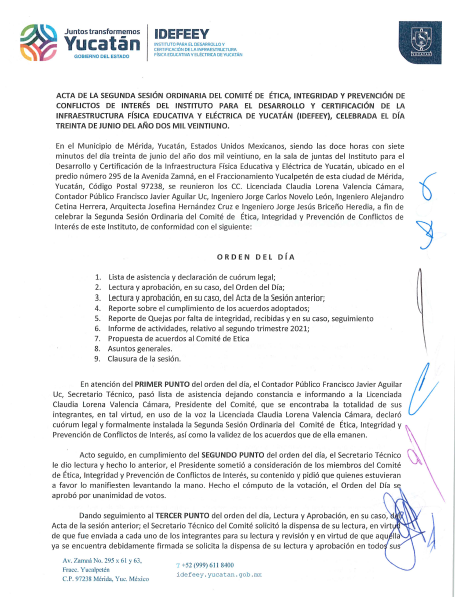 Juntos transformemos
Yucatán
GOBIERNO DEL ESTADO
IDEFEEY
INSTITUTO PARA EL DESARROLLO Y
CERTIFICACIÓN DE LA INFRAESTRUCTURA
FÍSICA EDUCATIVA Y ELÉCTRICA DE YUCATÁN
ACTA DE LA SEGUNDA SESIÓN ORDINARIA DEL COMITÉ DE ÉTICA, INTEGRIDAD Y PREVENCIÓN DE
CONFLICTOS DE INTERÉS DEL INSTITUTO PARA EL DESARROLLO Y CERTIFICACIÓN DE LA
INFRAESTRUCTURA FÍSICA EDUCATIVA Y ELÉCTRICA DE YUCATÁN (IDEFEEY), CELEBRADA EL DÍA
TREINTA DE JUNIO DEL AÑO DOS MIL VEINTIUNO.
En el Municipio de Mérida, Yucatán, Estados Unidos Mexicanos, siendo las doce horas con siete
minutos del día treinta de junio del año dos mil veintiuno, en la sala de juntas del Instituto para el
Desarrollo y Certificación de la Infraestructura Física Educativa y Eléctrica de Yucatán, ubicado en el
predio número 295 de la Avenida Zamná, en el Fraccionamiento Yucalpetén de esta ciudad de Mérida,
Yucatán, Código Postal 97238, se reunieron los CC. Licenciada Claudia Lorena Valencia Cámara,
Contador Público Francisco Javier Aguilar Uc, Ingeniero Jorge Carlos Novelo León, Ingeniero Alejandro
Cetina Herrera, Arquitecta Josefina Hernández Cruz e Ingeniero Jorge Jesús Briceño Heredia, a fin de
celebrar la Segunda Sesión Ordinaria del Comité de Ética, Integridad y Prevención de Conflictos de
Interés de este Instituto, de conformidad con el siguiente:
ORDEN DEL DÍA
1. Lista de asistencia y declaración de cuórum legal;
2. Lectura y aprobación, en su caso, del Orden del Día;
3. Lectura y aprobación, en su caso, del Acta de la Sesión anterior;
4. Reporte sobre el cumplimiento de los acuerdos adoptados;
5. Reporte de Quejas por falta de integridad, recibidas y en su caso, seguimiento
6. Informe de actividades, relativo al segundo trimestre 2021;
7. Propuesta de acuerdos al Comité de Etica
8. Asuntos generales.
9. Clausura de la sesión.
En atención del PRIMER PUNTO del orden del día, el Contador Público Francisco Javier Aguilar
Uc, Secretario Técnico, pasó lista de asistencia dejando constancia e informando a la Licenciada
Claudia Lorena Valencia Cámara, Presidente del Comité, que se encontraba la totalidad de sus
integrantes, en tal virtud, en uso de la voz la Licenciada Claudia Lorena Valencia Cámara, declaró
cuórum legal y formalmente instalada la Segunda Sesión Ordinaria del Comité de Ética, Integridad y
Prevención de Conflictos de Interés, así como la validez de los acuerdos que de ella emanen.
Acto seguido, en cumplimiento del SEGUNDO PUNTO del orden del día, el Secretario Técnico
le dio lectura y hecho lo anterior, el Presidente sometió a consideración de los miembros del Comité
de Ética, Integridad y Prevención de Conflictos de Interés, su contenido y pidió que quienes estuvieran
a favor lo manifiesten levantando la mano. Hecho el cómputo de la votación, el Orden del Día se
aprobó por unanimidad de votos.
Dando seguimiento al TERCER PUNTO del orden del día, Lectura y Aprobación, en su caso, del
Acta de la sesión anterior; el Secretario Técnico del Comité solicitó la dispensa de su lectura, en virtud
de que fue enviada a cada uno de los integrantes para su lectura y revisión y en virtud de que aquella
ya se encuentra debidamente firmada se solicita la dispensa de su lectura y aprobación en todos sus
Av. Zamná No. 295 x 61 y 63,
Fracc. Yucalpetén
C.P. 97238 Mérida, Yuc. México
T +52 (999) 611 8400
idefeey.yucatan.gob.mx